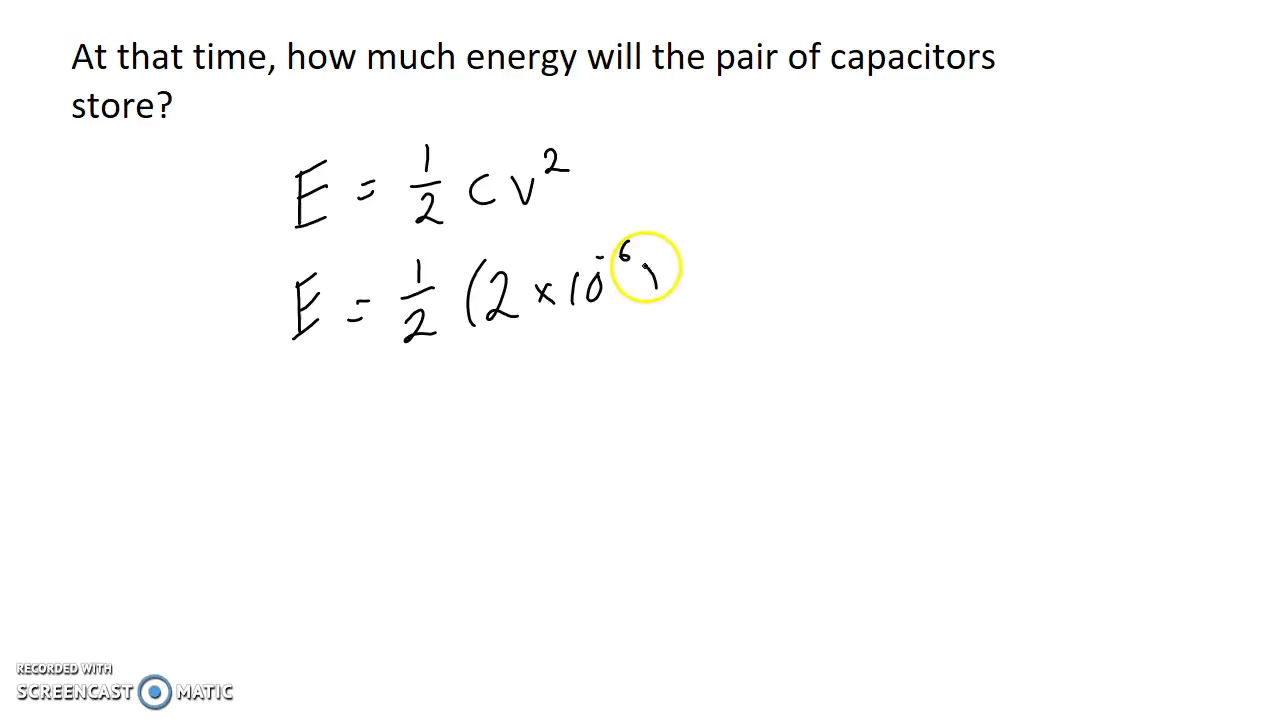 At that time, how much energy will the pair of capacitors
store?
E = 1/2 C V²
E = 1/2 (2 × 10⁻⁶)
RECORDED WITH
SCREENCAST MATIC